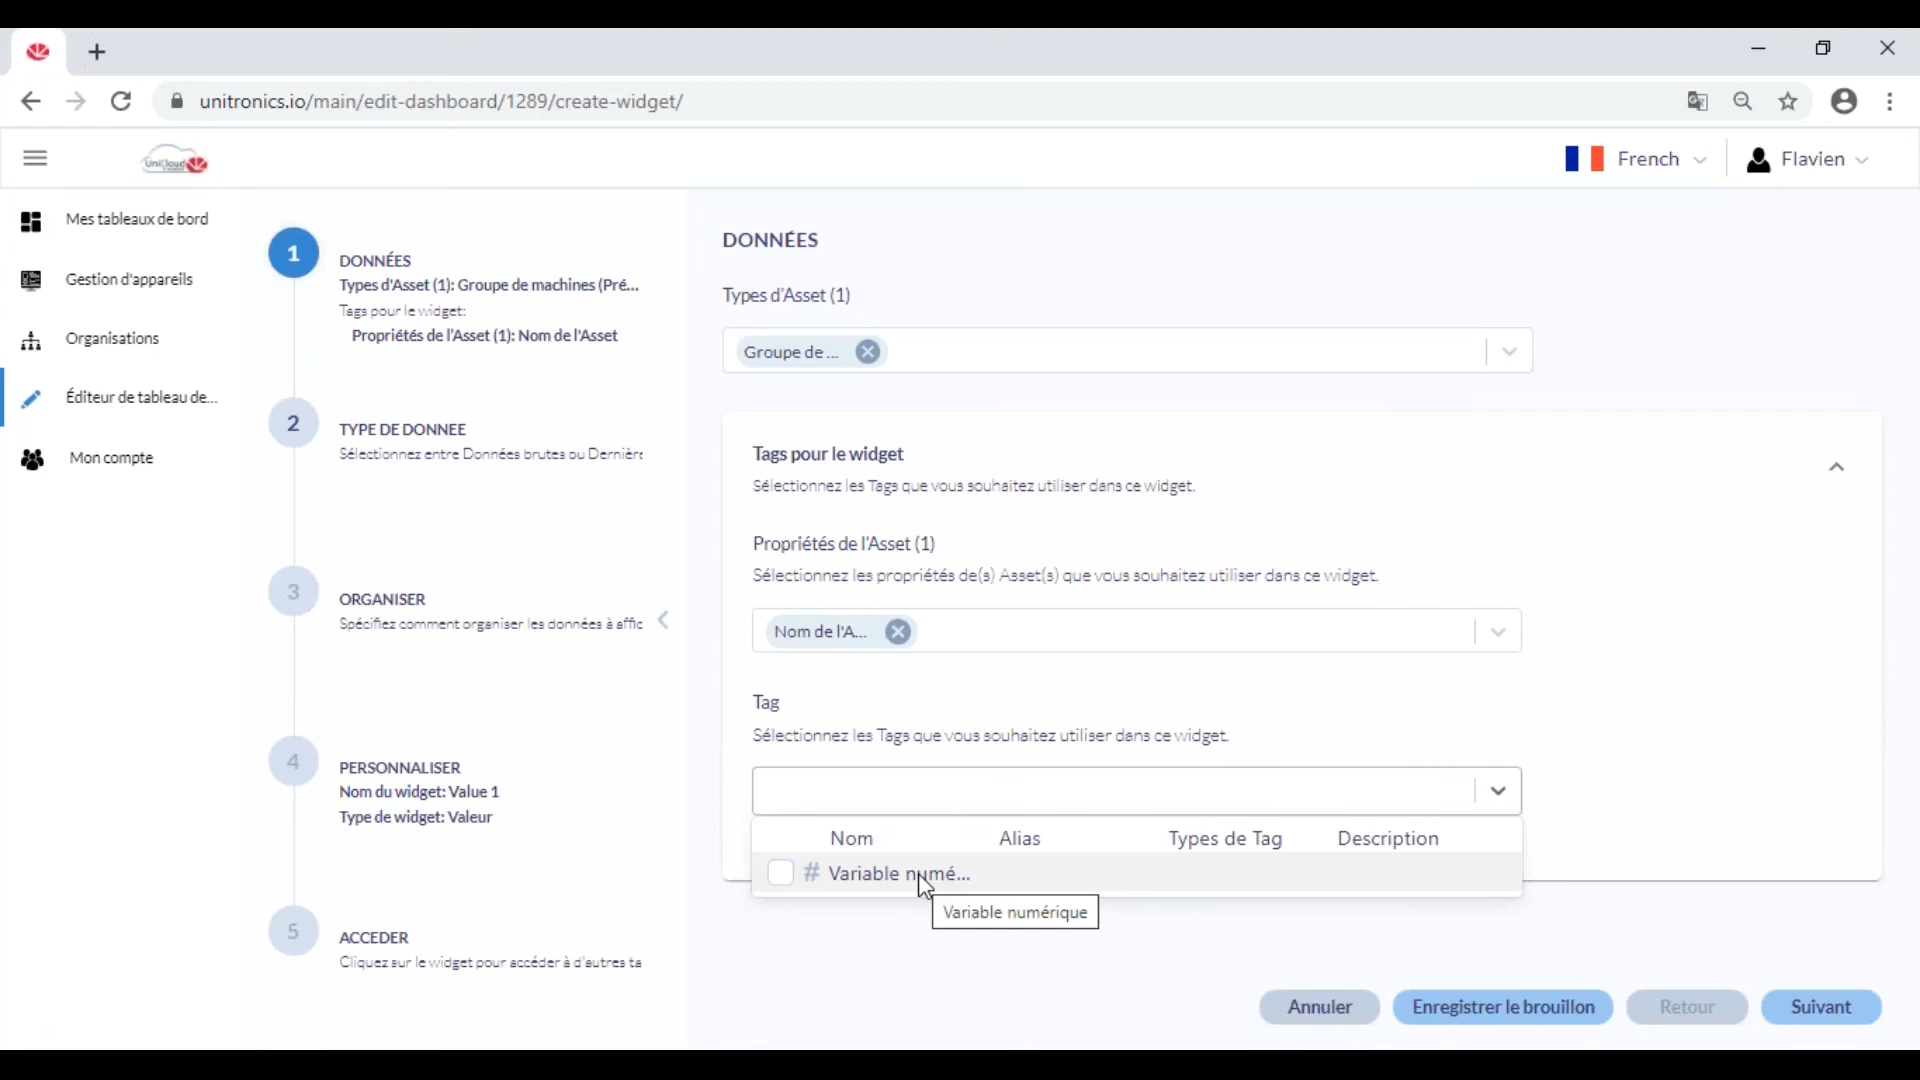 unitronics.io/main/edit-dashboard/1289/create-widget/
UniCloud
French
Flavien
Mes tableaux de bord
Gestion d'appareils
Organisations
Éditeur de tableau de...
Mon compte
1
DONNÉES
Types d'Asset (1): Groupe de machines (Pré...
Tags pour le widget:
Propriétés de l'Asset (1): Nom de l'Asset
2
TYPE DE DONNEE
Sélectionnez entre Données brutes ou Dernière
3
ORGANISER
Spécifiez comment organiser les données à affic
4
PERSONNALISER
Nom du widget: Value 1
Type de widget: Valeur
5
ACCEDER
Cliquez sur le widget pour accéder à d'autres ta
DONNÉES
Types d'Asset (1)
Groupe de ...
Tags pour le widget
Sélectionnez les Tags que vous souhaitez utiliser dans ce widget.
Propriétés de l'Asset (1)
Sélectionnez les propriétés de(s) Asset(s) que vous souhaitez utiliser dans ce widget.
Nom de l'A...
Tag
Sélectionnez les Tags que vous souhaitez utiliser dans ce widget.
Nom Alias Types de Tag Description
# Variable numé...
Variable numérique
Annuler Enregistrer le brouillon Retour Suivant